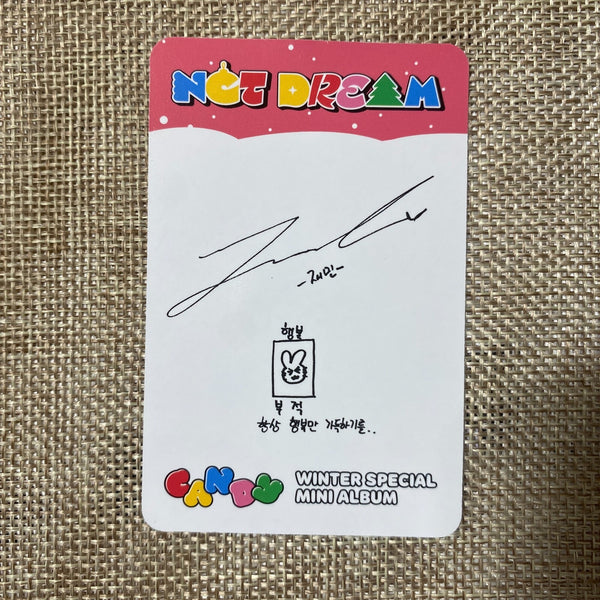 NCT DREAM
-재민-
행복
부적
항상 행복만 가득하기를..
CANDY
WINTER SPECIAL
MINI ALBUM